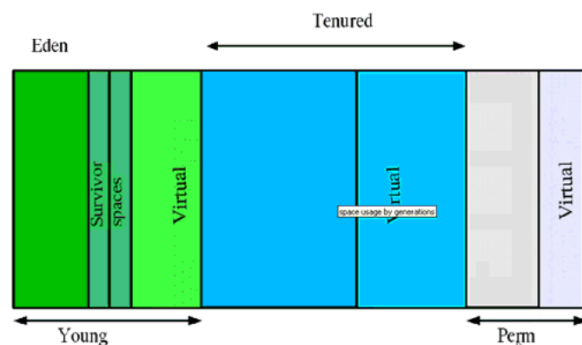 Tenured
Eden
Survivor
spaces
Virtual
Virtual
space usage by generations
Virtual
Young
Perm